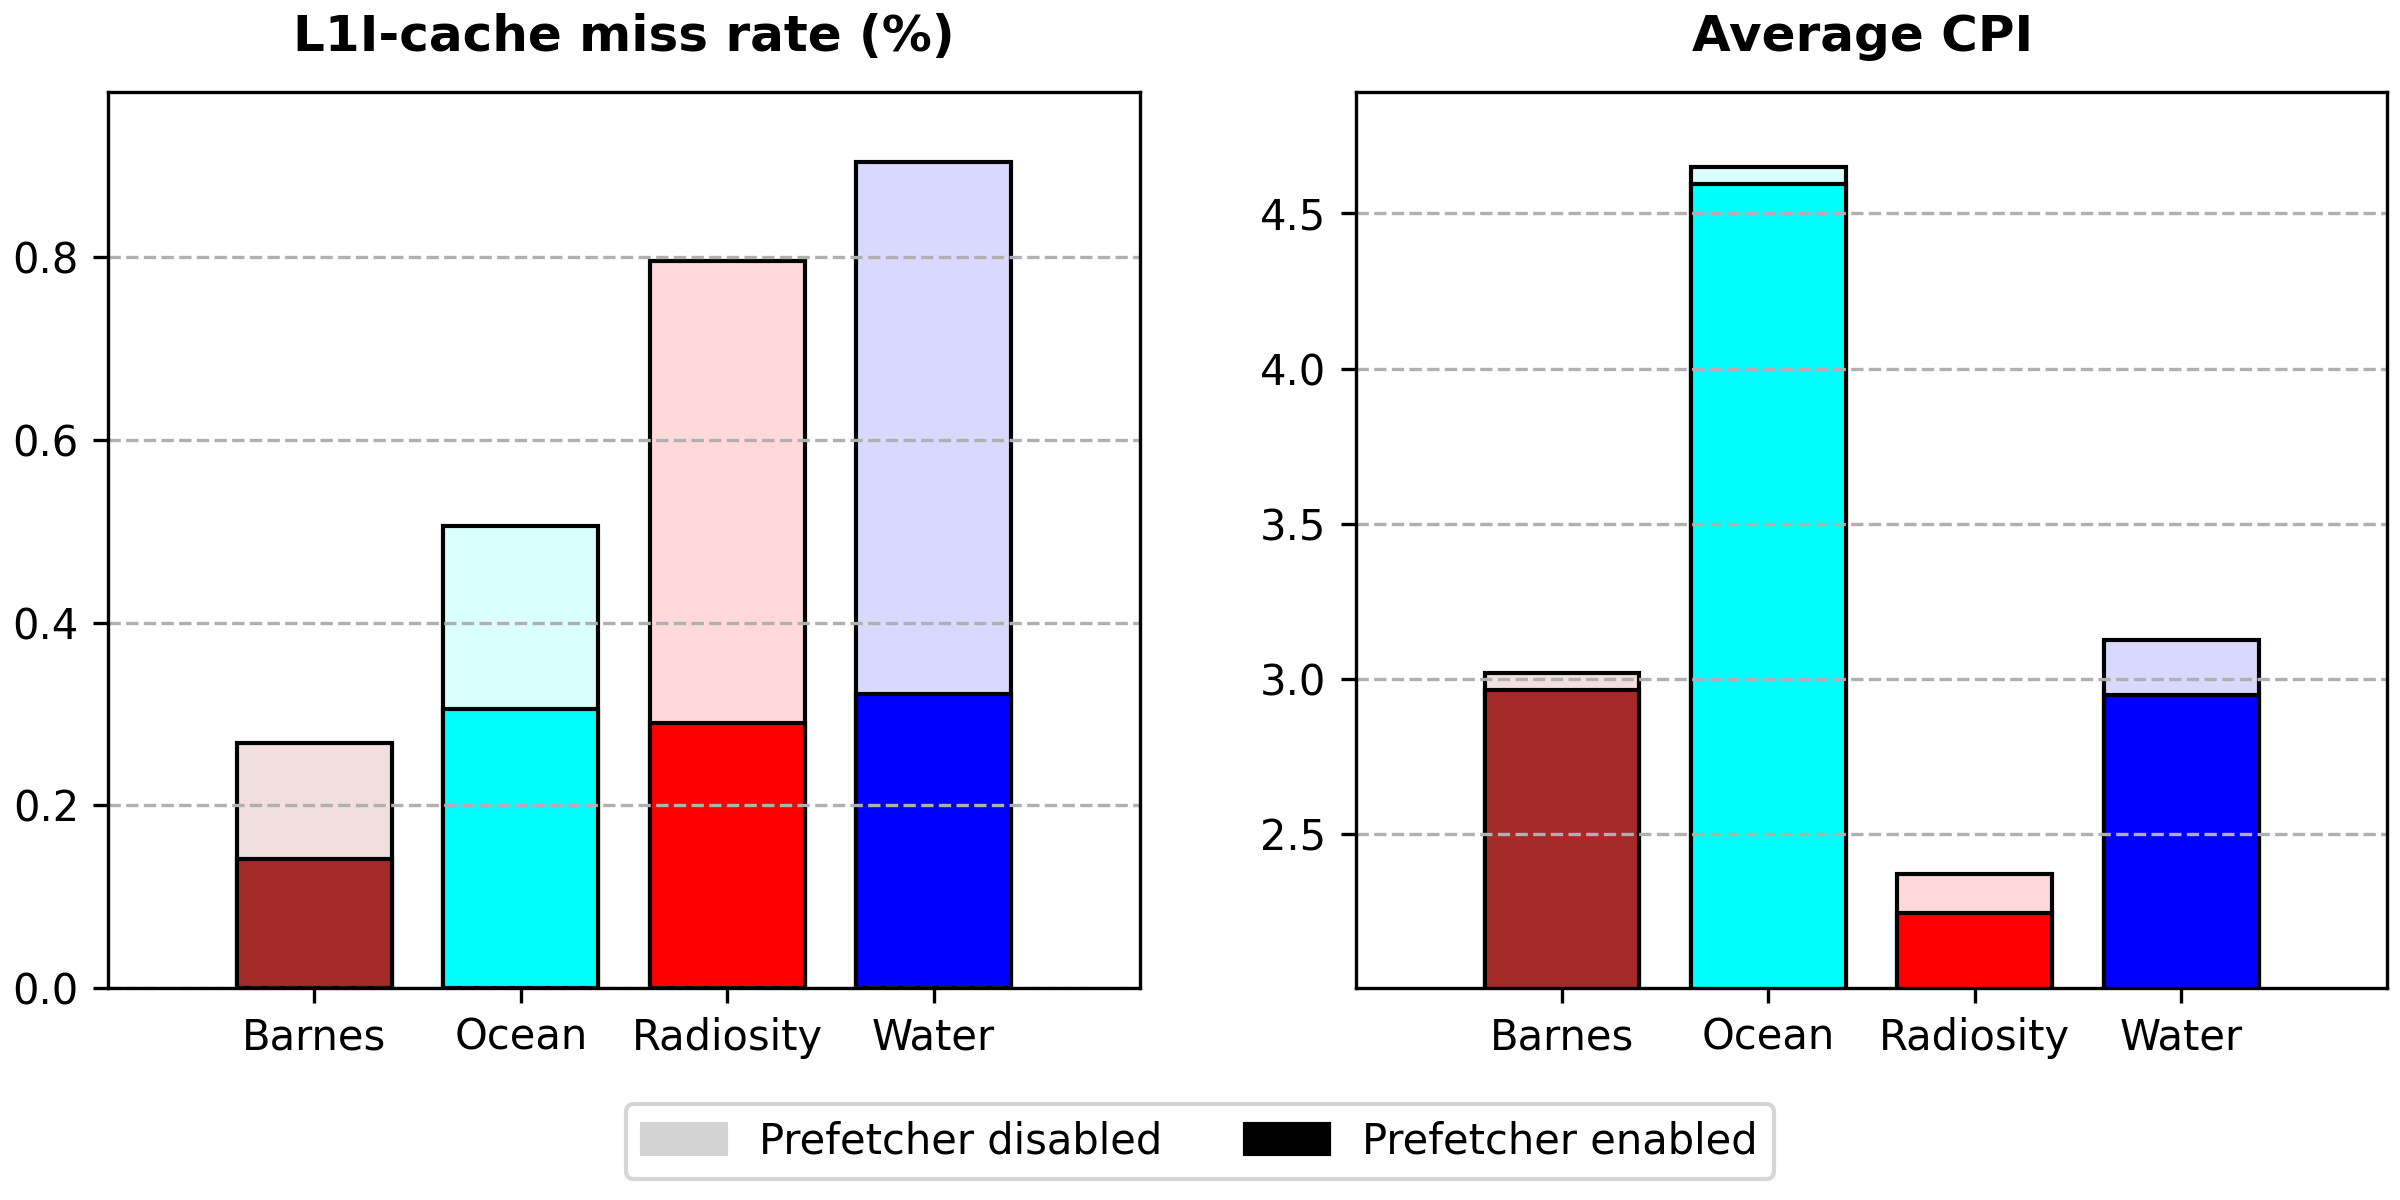 L1I-cache miss rate (%)
0.8
0.6
0.4
0.2
0.0
Barnes Ocean Radiosity Water
Average CPI
4.5
4.0
3.5
3.0
2.5
Barnes Ocean Radiosity Water
Prefetcher disabled Prefetcher enabled